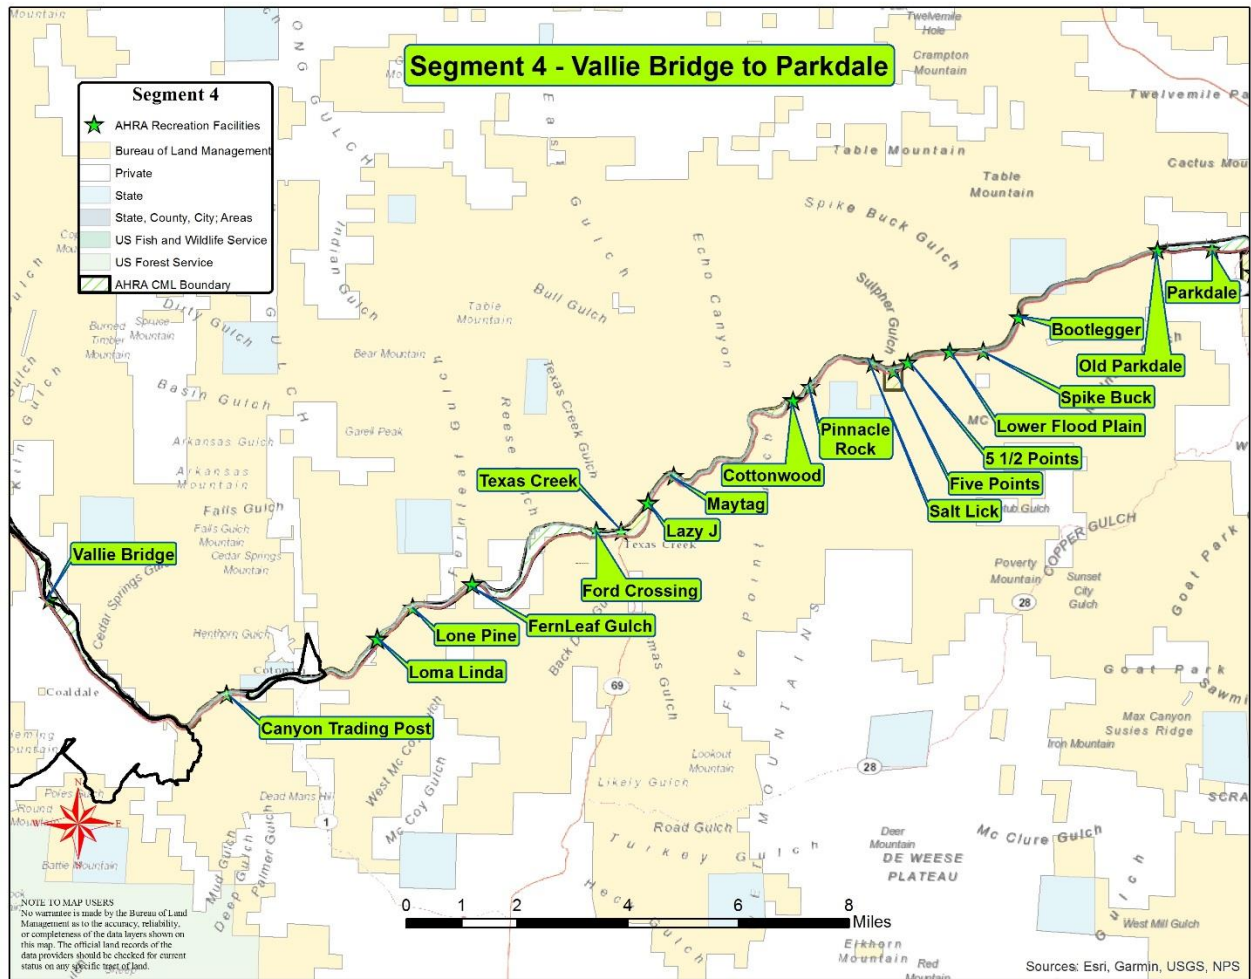 Segment 4 - Vallie Bridge to Parkdale
Segment 4
AHRA Recreation Facilities
Bureau of Land Management
Private
State
State, County, City; Areas
US Fish and Wildlife Service
US Forest Service
AHRA CML Boundary
Mountain
Twelvemile
Hole
Crampton
Mountain
Twelvemile Pa
Table Mountain
Table
Mountain
Cactus Mou
Spike Buck Gulch
Echo Canyon
Sulpher Gulch
Indian Gulch
Bull Gulch
Table
Mountain
Dirty Gulch
Burned
Timber
Mountain
Spruce
Mountain
Bear Mountain
Basin Gulch
Garell Peak
Arkansas Gulch
Arkansas
Mountain
Falls Gulch
Falls Gulch
Mountain
Cedar Springs
Mountain
Texas Creek Gulch
Parkdale
Bootlegger
Old Parkdale
Spike Buck
Lower Flood Plain
5 1/2 Points
Five Points
Salt Lick
Pinnacle
Rock
Cottonwood
Maytag
Lazy J
Texas Creek
Texas Creek
Ford Crossing
FernLeaf Gulch
Lone Pine
Loma Linda
Canyon Trading Post
Vallie Bridge
Henthorn Gulch
Coaldale
COPPER GULCH
Poverty
Mountain
Sunset
City
Gulch
28
Goat Park
Goat Park
Max Canyon
Susies Ridge
Iron Mountain
69
Lookout
Mountain
28
Likely Gulch
West Mc Coy Gulch
Mc Coy Gulch
Dead Mans Hill
1
Road Gulch
Turkey Gulch
Deer
Mountain
DE WEESE
PLATEAU
Mc Clure Gulch
SCRA
N
W
E
Battle Mountain
Mud Gulch
Deep Gulch
Palmer Gulch
West Mill Gulch
Elkhorn
Mountain
Red
Mountain
0 1 2 4 6 8
Miles
NOTE TO MAP USERS
No warrantee is made by the Bureau of Land
Management as to the accuracy, reliability,
or completeness of the data layers shown on
this map. The official land records of the
data providers should be checked for current
status on any specific tract of land.
Sources: Esri, Garmin, USGS, NPS